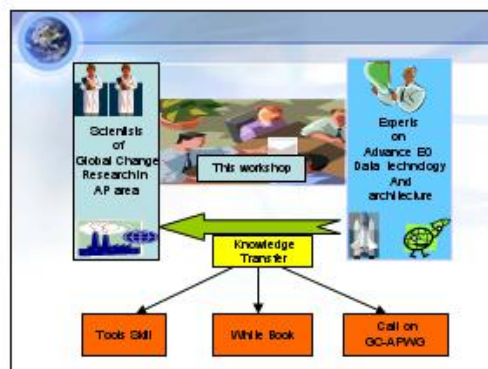 Scientists
of
Global Change
Research in
AP area
This workshop
Experts
on
Advance EO
Data Technology
And
architecture
Knowledge
Transfer
Tools Skill
White Book
Call on
GC-APWG